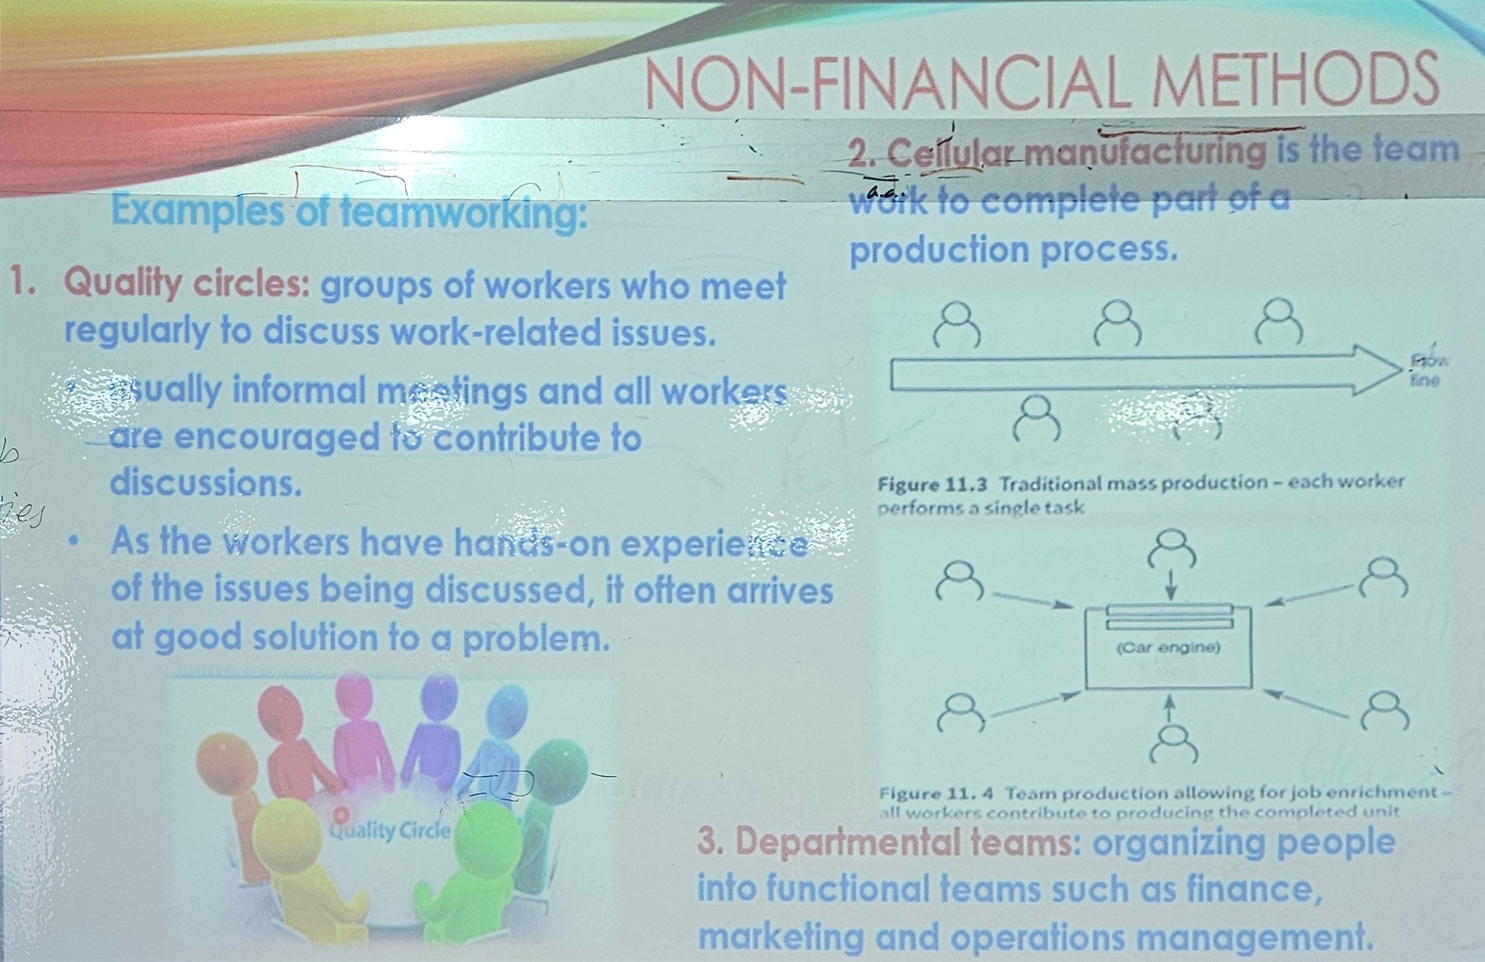 NON-FINANCIAL METHODS
Examples of teamworking:
1. Quality circles: groups of workers who meet
regularly to discuss work-related issues.
• usually informal meetings and all workers
are encouraged to contribute to
discussions.
• As the workers have hands-on experience
of the issues being discussed, it often arrives
at good solution to a problem.
Quality Circle
2. Cellular manufacturing is the team
work to complete part of a
production process.
Flow
line
Figure 11.3 Traditional mass production – each worker
performs a single task
(Car engine)
Figure 11.4 Team production allowing for job enrichment –
all workers contribute to producing the completed unit
3. Departmental teams: organizing people
into functional teams such as finance,
marketing and operations management.